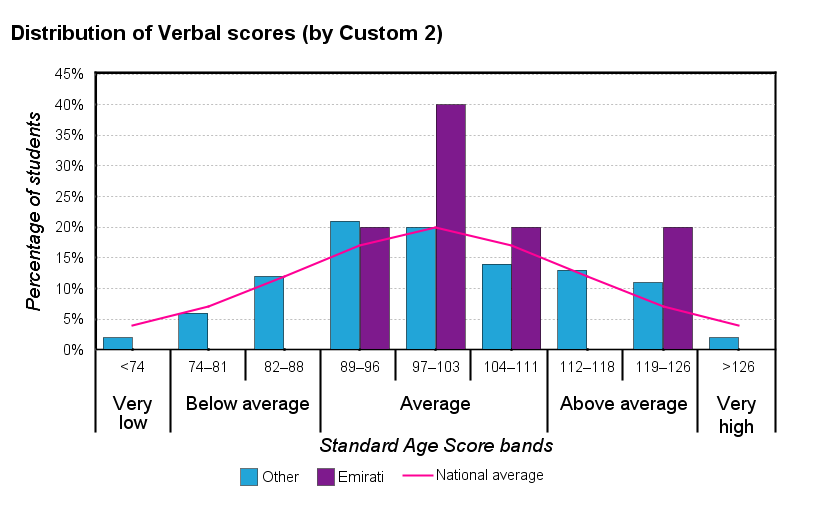 Distribution of Verbal scores (by Custom 2)
45%
40%
35%
30%
25%
20%
15%
10%
5%
0%
Percentage of students
<74 74–81 82–88 89–96 97–103 104–111 112–118 119–126 >126
Very low Below average Average Above average Very high
Standard Age Score bands
Other Emirati National average